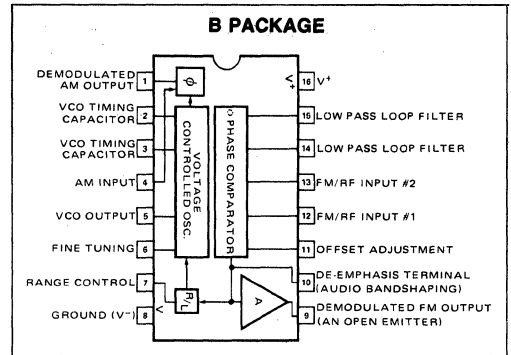 B PACKAGE
DEMODULATED
AM OUTPUT
1
VCO TIMING
CAPACITOR
2
VCO TIMING
CAPACITOR
3
AM INPUT
4
VCO OUTPUT
5
FINE TUNING
6
RANGE CONTROL
7
GROUND (V⁻)
8
ϕ
VOLTAGE
CONTROLLED OSC.
ϕ PHASE COMPARATOR
R/L
A
V
V+
16 V+
15 LOW PASS LOOP FILTER
14 LOW PASS LOOP FILTER
13 FM/RF INPUT #2
12 FM/RF INPUT #1
11 OFFSET ADJUSTMENT
10 DE-EMPHASIS TERMINAL
(AUDIO BANDSHAPING)
9 DEMODULATED FM OUTPUT
(AN OPEN EMITTER)